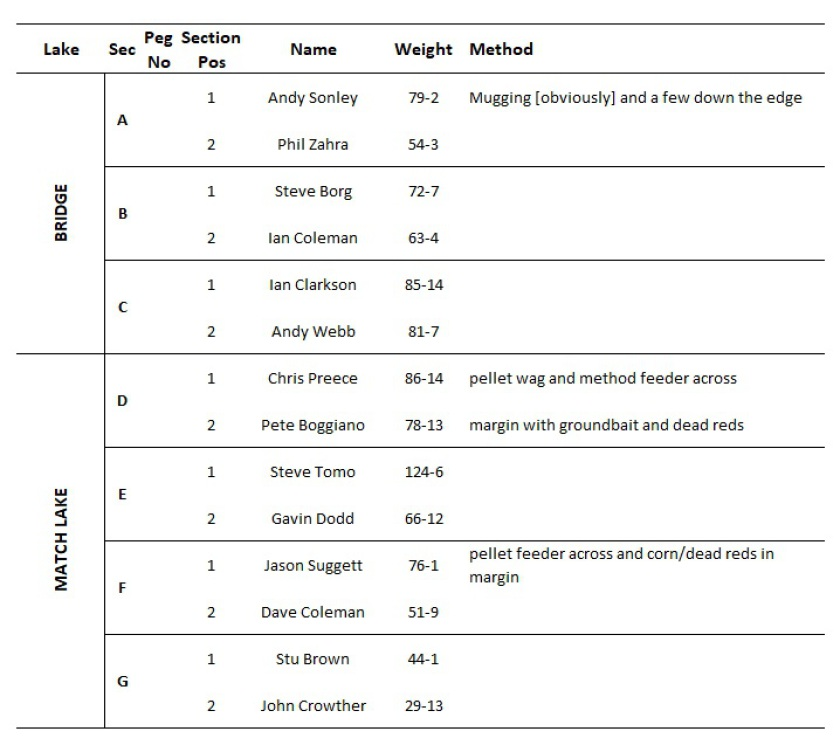 Lake Sec Peg No Section Pos Name Weight Method
BRIDGE
A
1 Andy Sonley 79-2 Mugging [obviously] and a few down the edge
2 Phil Zahra 54-3
B
1 Steve Borg 72-7
2 Ian Coleman 63-4
C
1 Ian Clarkson 85-14
2 Andy Webb 81-7
MATCH LAKE
D
1 Chris Preece 86-14 pellet wag and method feeder across
2 Pete Boggiano 78-13 margin with groundbait and dead reds
E
1 Steve Tomo 124-6
2 Gavin Dodd 66-12
F
1 Jason Suggett 76-1 pellet feeder across and corn/dead reds in
margin
2 Dave Coleman 51-9
G
1 Stu Brown 44-1
2 John Crowther 29-13